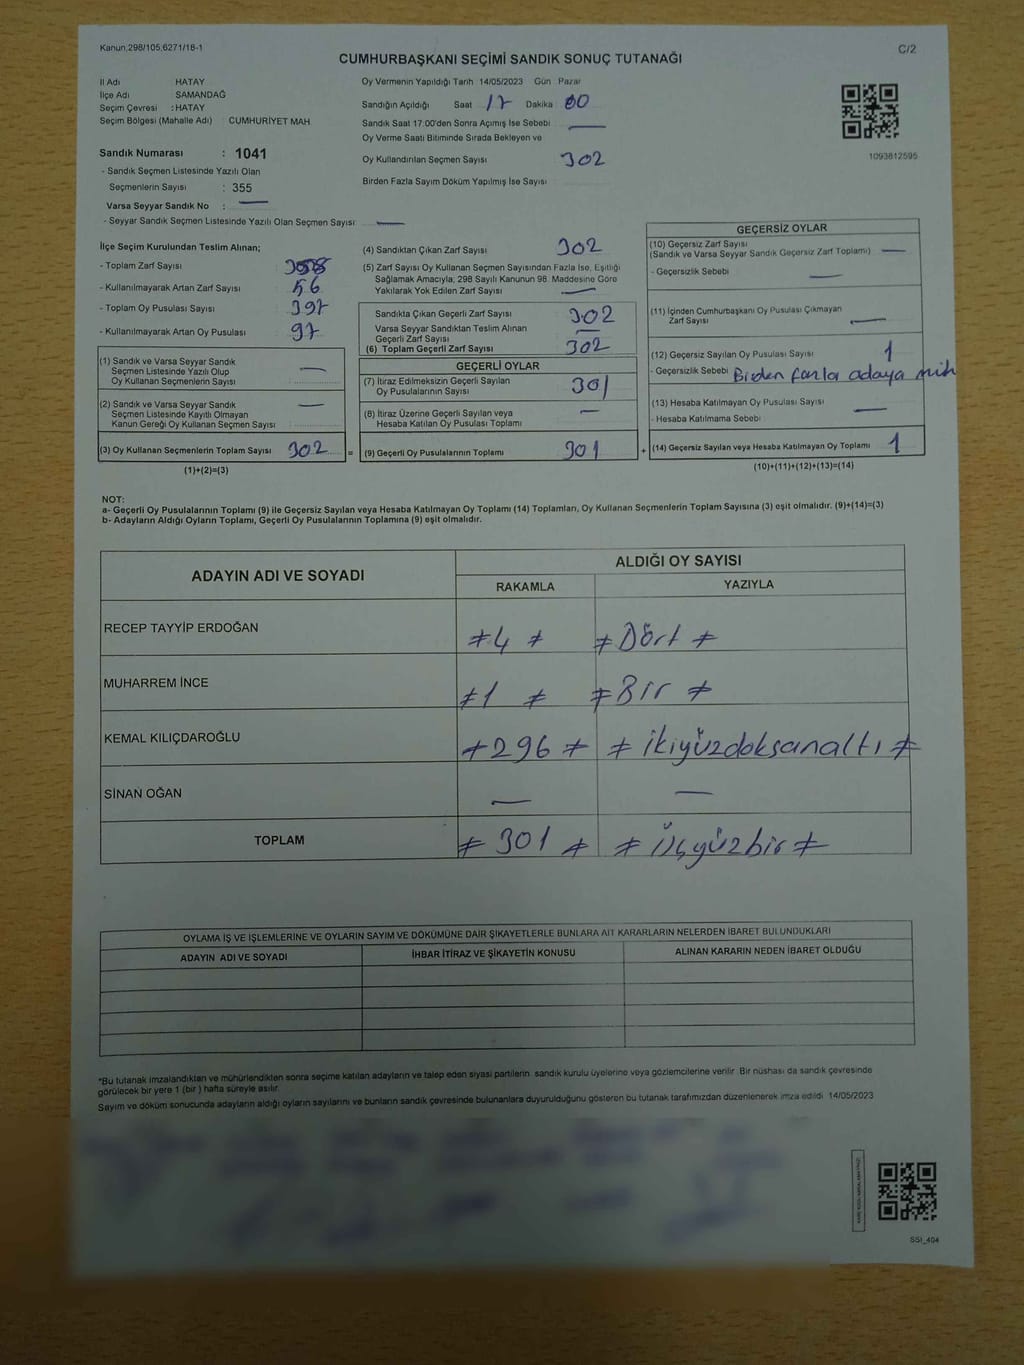 Kanun,298/105,6271/18-1
C/2
CUMHURBAŞKANI SEÇİMİ SANDIK SONUÇ TUTANAĞI
İl Adı HATAY
İlçe Adı SAMANDAĞ
Seçim Çevresi : HATAY
Seçim Bölgesi (Mahalle Adı) : CUMHURİYET MAH
Sandık Numarası : 1041
- Sandık Seçmen Listesinde Yazılı Olan
Seçmenlerin Sayısı : 355
Varsa Seyyar Sandık No : —
- Seyyar Sandık Seçmen Listesinde Yazılı Olan Seçmen Sayısı: —
Oy Vermenin Yapıldığı Tarih 14/05/2023 Gün Pazar
Sandığın Açıldığı Saat 17 Dakika : 00
Sandık Saat 17:00'den Sonra Açımış İse Sebebi : —
Oy Verme Saati Bitiminde Sırada Bekleyen ve
Oy Kullandırılan Seçmen Sayısı 302
Birden Fazla Sayım Döküm Yapılmış İse Sayısı
1093812595
İlçe Seçim Kurulundan Teslim Alınan;
- Toplam Zarf Sayısı :
- Kullanılmayarak Artan Zarf Sayısı : 56
- Toplam Oy Pusulası Sayısı : 397
- Kullanılmayarak Artan Oy Pusulası : 97
(1) Sandık ve Varsa Seyyar Sandık
Seçmen Listesinde Yazılı Olup
Oy Kullanan Seçmenlerin Sayısı : —
(2) Sandık ve Varsa Seyyar Sandık
Seçmen Listesinde Kayıtlı Olmayan
Kanun Gereği Oy Kullanan Seçmen Sayısı : —
(3) Oy Kullanan Seçmenlerin Toplam Sayısı : 302 =
(1)+(2)=(3)
(4) Sandıktan Çıkan Zarf Sayısı 302
(5) Zarf Sayısı Oy Kullanan Seçmen Sayısından Fazla İse, Eşitliği
Sağlamak Amacıyla, 298 Sayılı Kanunun 98. Maddesine Göre
Yakılarak Yok Edilen Zarf Sayısı —
Sandıkta Çıkan Geçerli Zarf Sayısı 302
Varsa Seyyar Sandıktan Teslim Alınan
Geçerli Zarf Sayısı —
(6) Toplam Geçerli Zarf Sayısı 302
GEÇERLİ OYLAR
(7) İtiraz Edilmeksizin Geçerli Sayılan
Oy Pusulalarının Sayısı 301
(8) İtiraz Üzerine Geçerli Sayılan veya
Hesaba Katılan Oy Pusulası Toplamı —
(9) Geçerli Oy Pusulalarının Toplamı 301 +
GEÇERSİZ OYLAR
(10) Geçersiz Zarf Sayısı
(Sandık ve Varsa Seyyar Sandık Geçersiz Zarf Toplamı) —
- Geçersizlik Sebebi : —
(11) İçinden Cumhurbaşkanı Oy Pusulası Çıkmayan
Zarf Sayısı —
(12) Geçersiz Sayılan Oy Pusulası Sayısı : 1
- Geçersizlik Sebebi : Birden fazla adaya müh
(13) Hesaba Katılmayan Oy Pusulası Sayısı :
- Hesaba Katılmama Sebebi : —
(14) Geçersiz Sayılan veya Hesaba Katılmayan Oy Toplamı : 1
(10)+(11)+(12)+(13)=(14)
NOT:
a- Geçerli Oy Pusulalarının Toplamı (9) ile Geçersiz Sayılan veya Hesaba Katılmayan Oy Toplamı (14) Toplamları, Oy Kullanan Seçmenlerin Toplam Sayısına (3) eşit olmalıdır. (9)+(14)=(3)
b- Adayların Aldığı Oyların Toplamı, Geçerli Oy Pusulalarının Toplamına (9) eşit olmalıdır.
ADAYIN ADI VE SOYADI
ALDIĞI OY SAYISI
RAKAMLA YAZIYLA
RECEP TAYYİP ERDOĞAN ≠4≠ ≠Dört≠
MUHARREM İNCE ≠1≠ ≠Bir≠
KEMAL KILIÇDAROĞLU ≠296≠ ≠ikiyüzdoksanaltı≠
SİNAN OĞAN — —
TOPLAM ≠301≠ ≠Üçyüzbir≠
OYLAMA İŞ VE İŞLEMLERİNE VE OYLARIN SAYIM VE DÖKÜMÜNE DAİR ŞİKAYETLERLE BUNLARA AİT KARARLARIN NELERDEN İBARET BULUNDUKLARI
ADAYIN ADI VE SOYADI İHBAR İTİRAZ VE ŞİKAYETİN KONUSU ALINAN KARARIN NEDEN İBARET OLDUĞU
*Bu tutanak imzalandıktan ve mühürlendikten sonra seçime katılan adayların ve talep eden siyasi partilerin sandık kurulu üyelerine veya gözlemcilerine verilir. Bir nüshası da sandık çevresinde
görülecek bir yere 1 (bir) hafta süreyle asılır.
Sayım ve döküm sonucunda adayların aldığı oyların sayılarını ve bunların sandık çevresinde bulunanlara duyurulduğunu gösteren bu tutanak tarafımızdan düzenlenerek imza edildi 14/05/2023
SSI_404